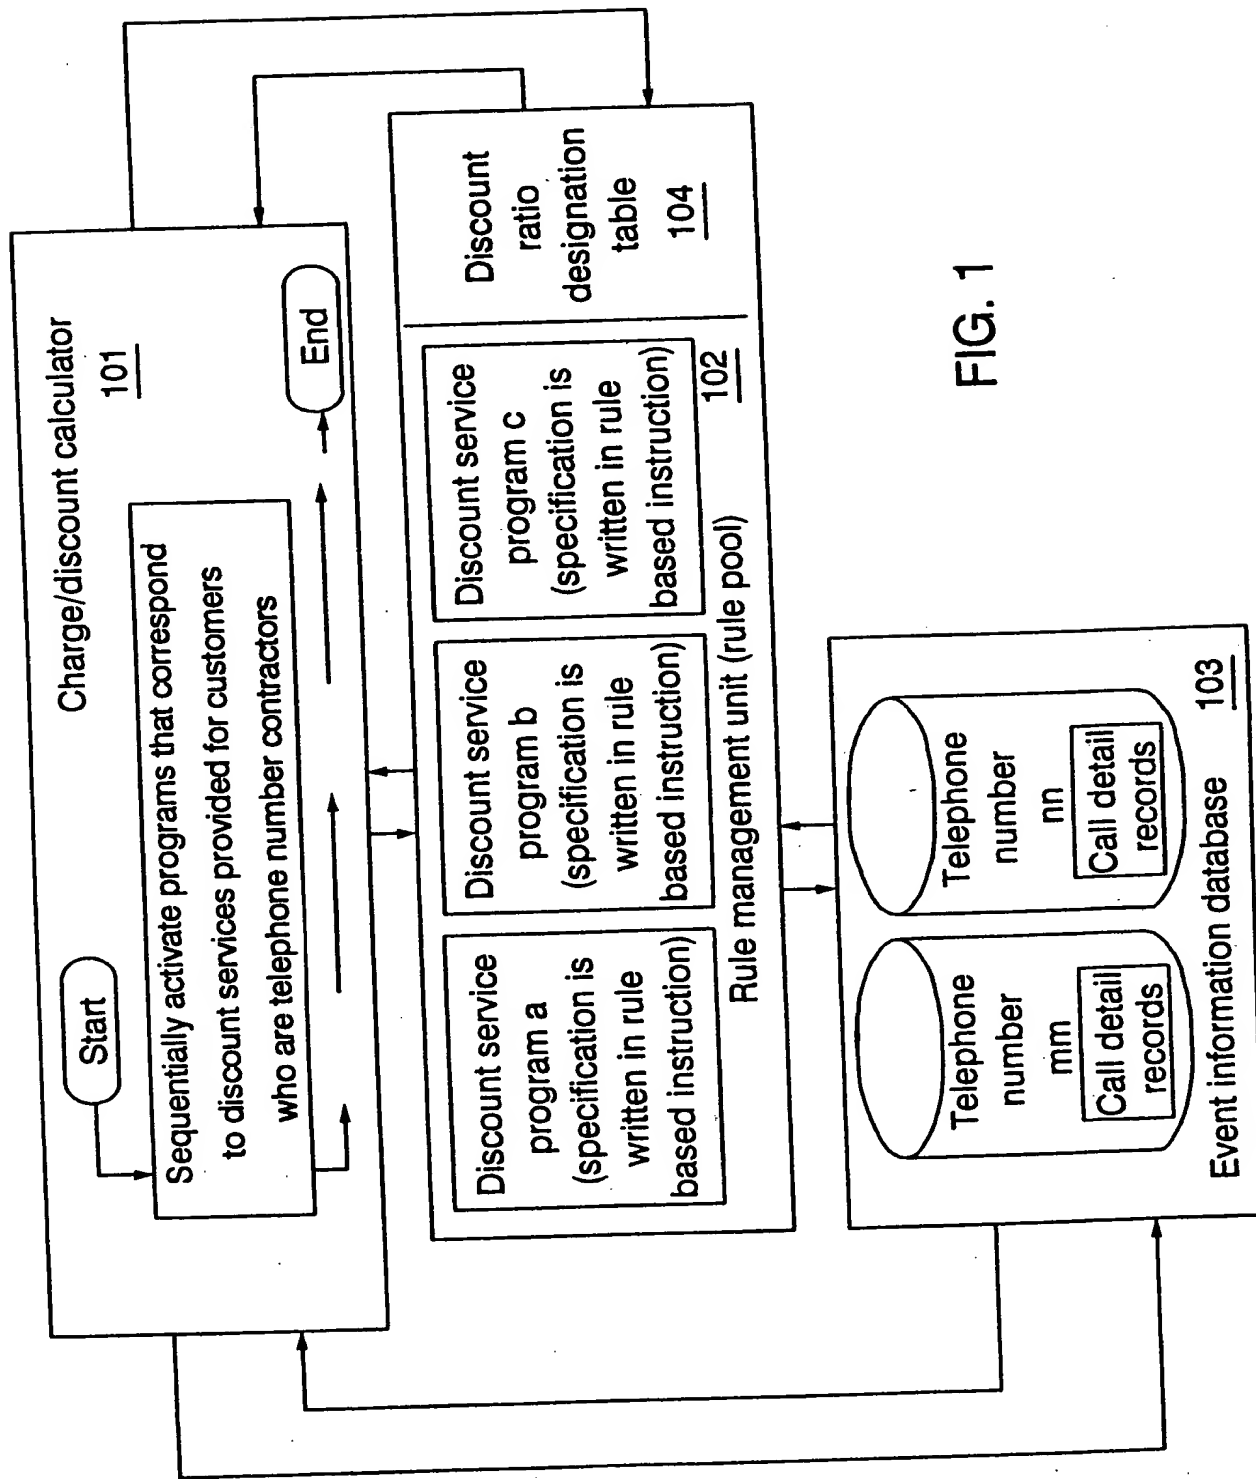 Charge/discount calculator
101
Start
Sequentially activate programs that correspond
to discount services provided for customers
who are telephone number contractors
End
Discount service
program a
(specification is
written in rule
based instruction)
Discount service
program b
(specification is
written in rule
based instruction)
Discount service
program c
(specification is
written in rule
based instruction)
Rule management unit (rule pool)
102
Discount
ratio
designation
table
104
Telephone
number
mm
Call detail
records
Telephone
number
nn
Call detail
records
Event information database
103
FIG. 1